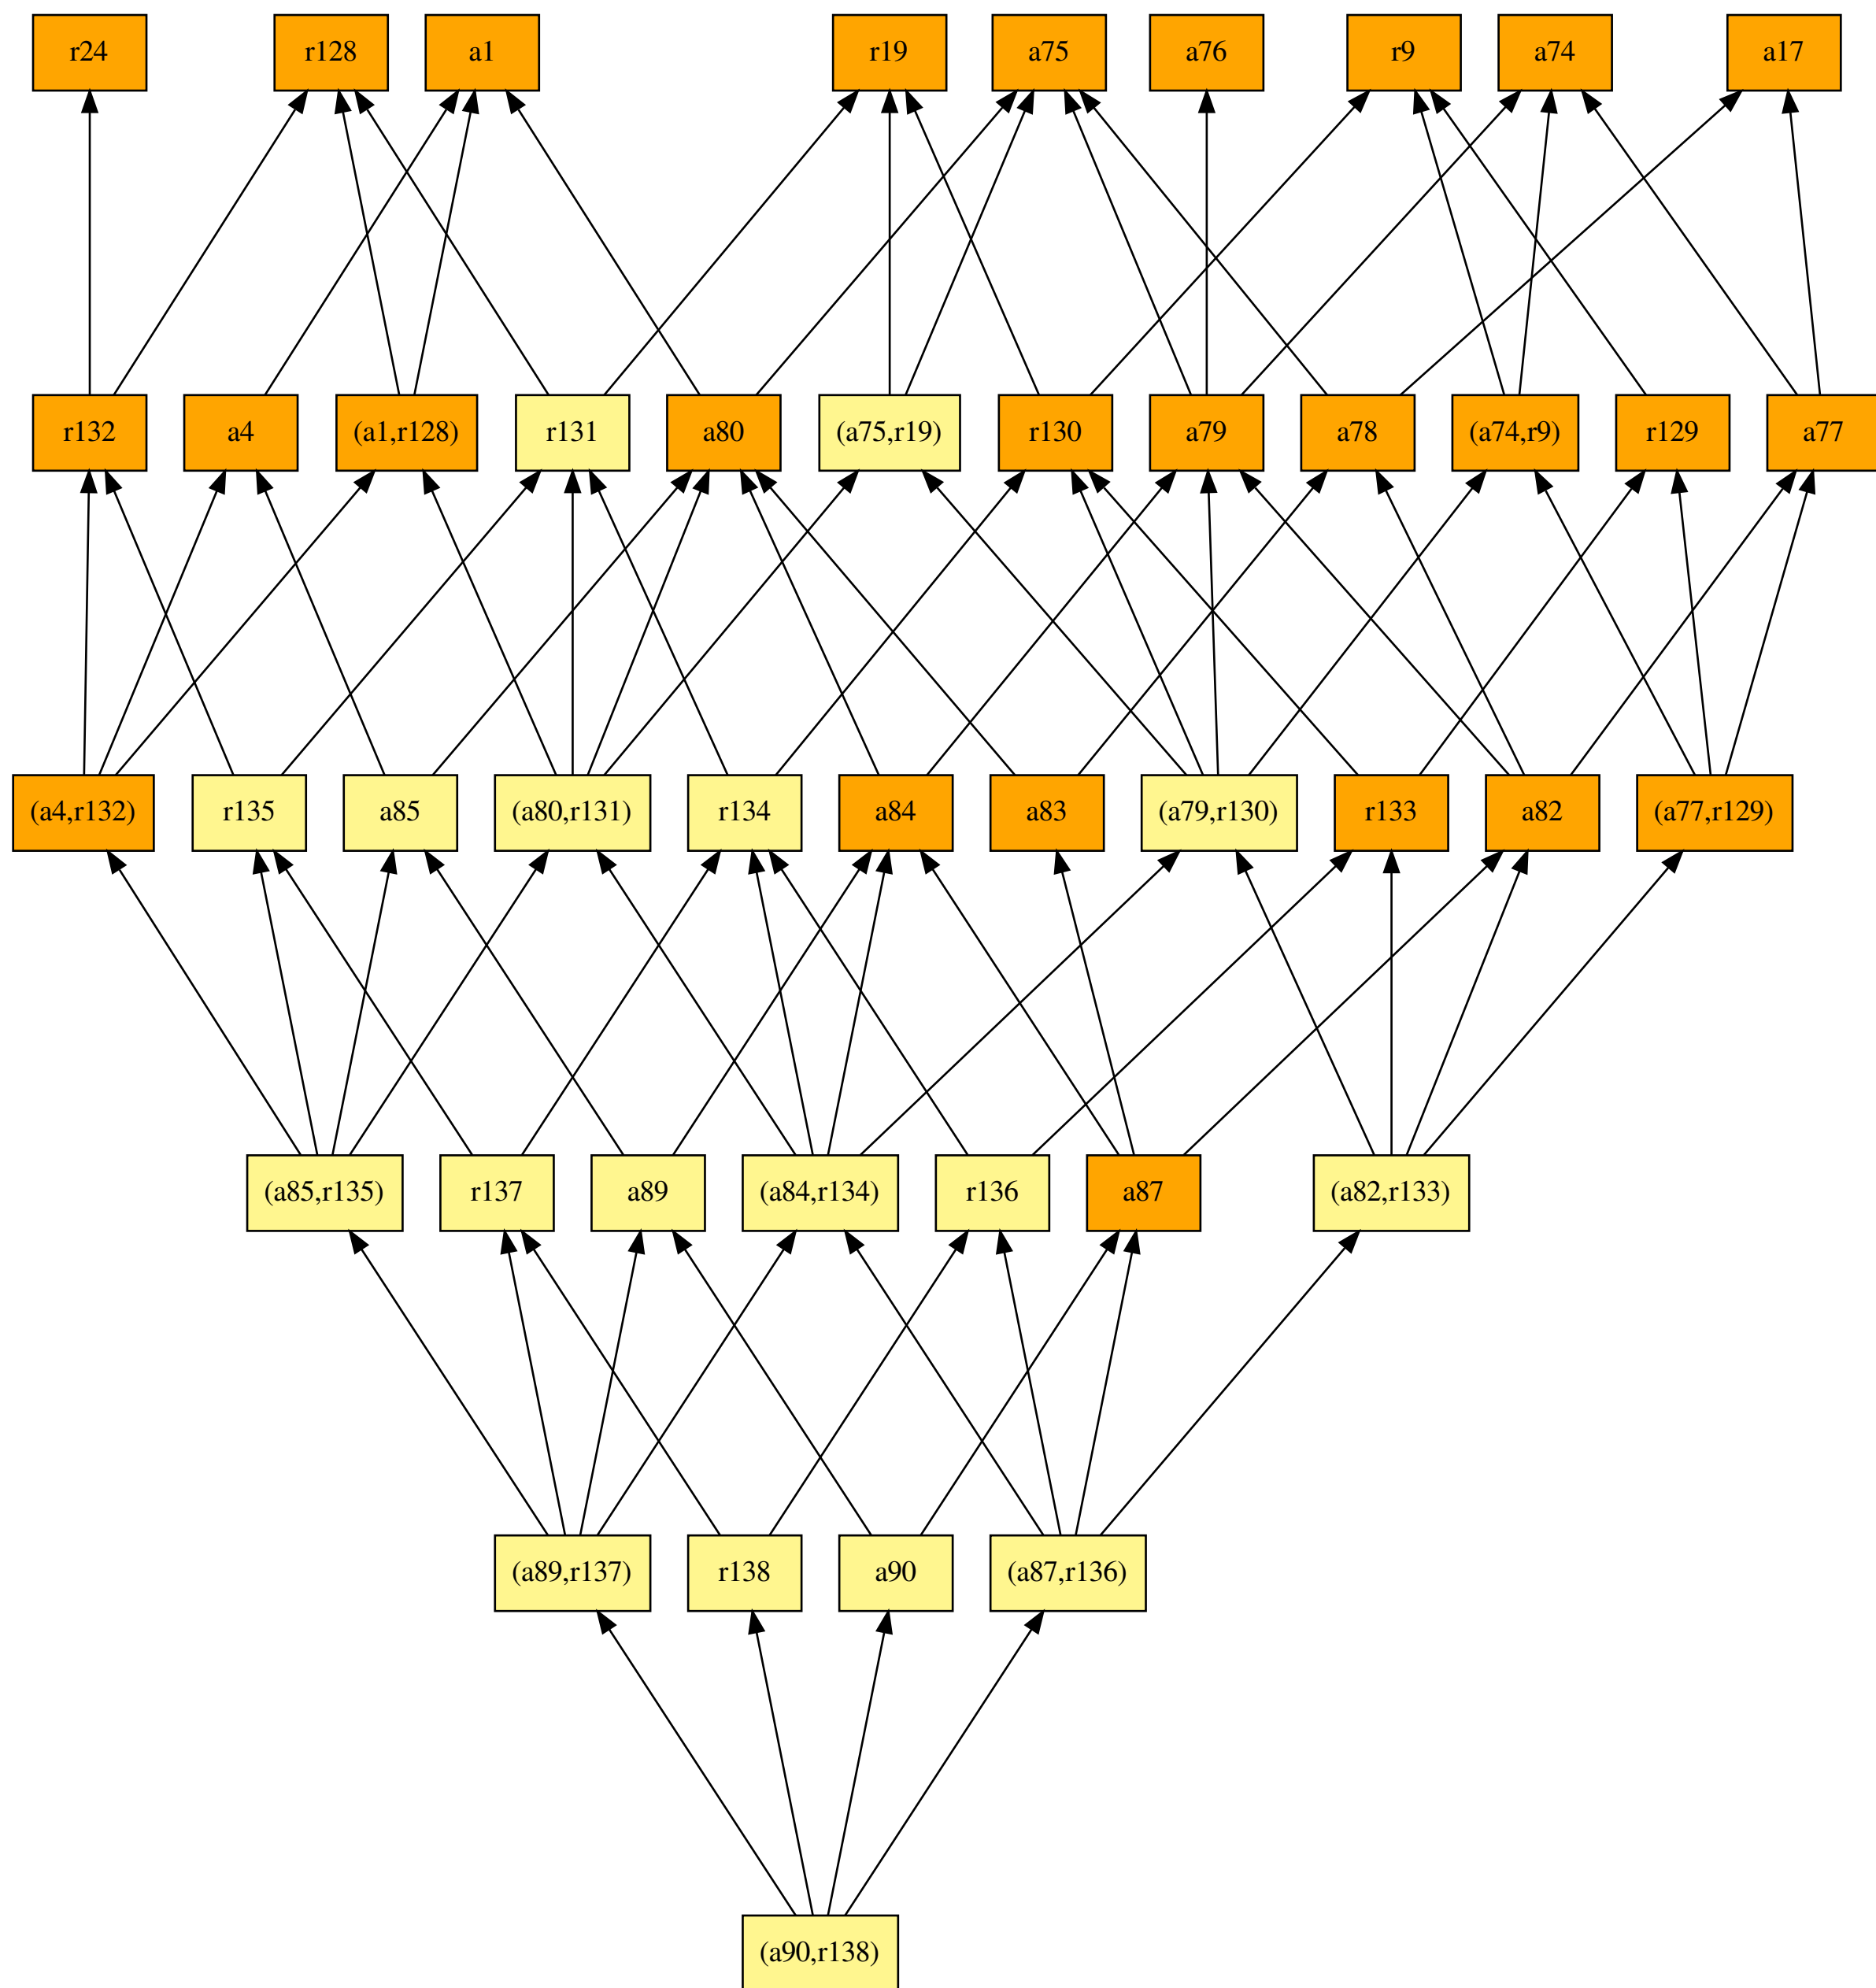 r24
r128
a1
r19
a75
a76
r9
a74
a17
r132
a4
(a1,r128)
r131
a80
(a75,r19)
r130
a79
a78
(a74,r9)
r129
a77
(a4,r132)
r135
a85
(a80,r131)
r134
a84
a83
(a79,r130)
r133
a82
(a77,r129)
(a85,r135)
r137
a89
(a84,r134)
r136
a87
(a82,r133)
(a89,r137)
r138
a90
(a87,r136)
(a90,r138)